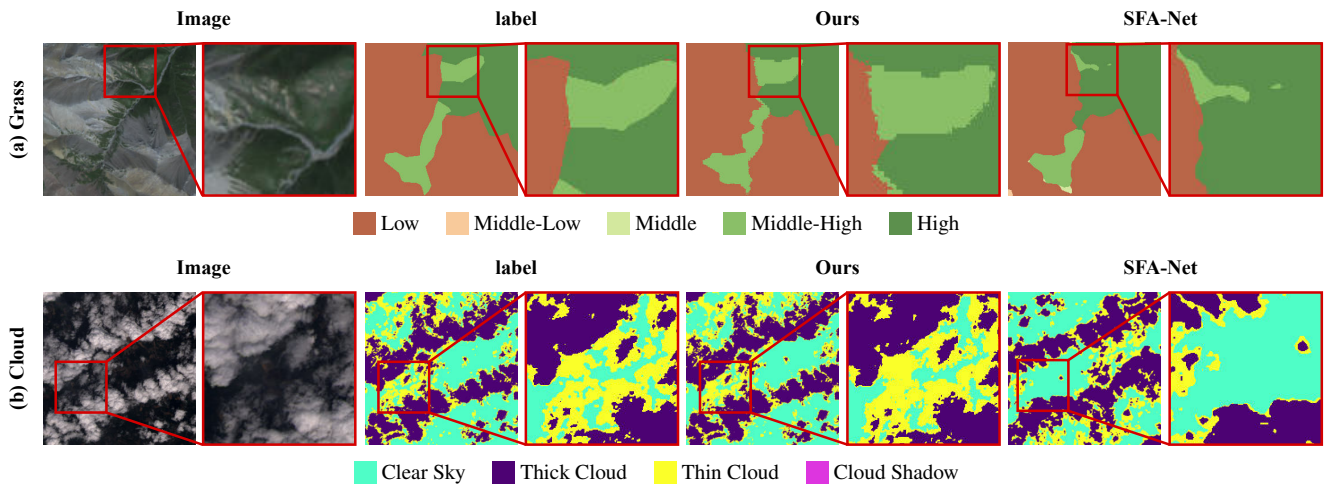 Image label Ours SFA-Net
(a) Grass
Low Middle-Low Middle Middle-High High
Image label Ours SFA-Net
(b) Cloud
Clear Sky Thick Cloud Thin Cloud Cloud Shadow